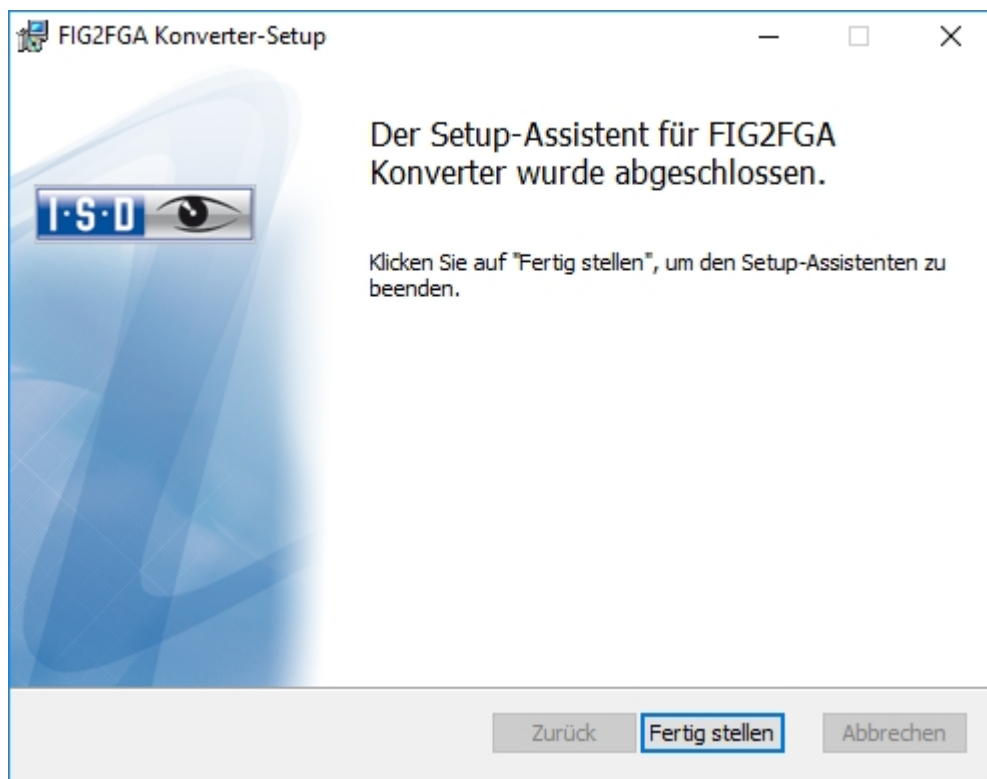 FIG2FGA Konverter-Setup
Der Setup-Assistent für FIG2FGA
Konverter wurde abgeschlossen.
I·S·D
Klicken Sie auf "Fertig stellen", um den Setup-Assistenten zu
beenden.
Zurück Fertig stellen Abbrechen